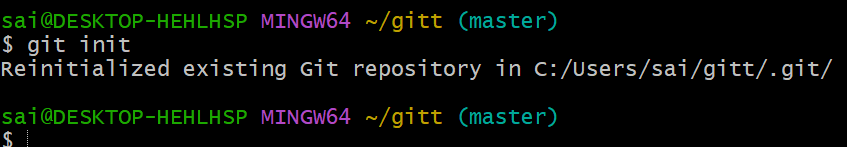 sai@DESKTOP-HEHLHSP MINGW64 ~/gitt (master)
$ git init
Reinitialized existing Git repository in C:/Users/sai/gitt/.git/
sai@DESKTOP-HEHLHSP MINGW64 ~/gitt (master)
$